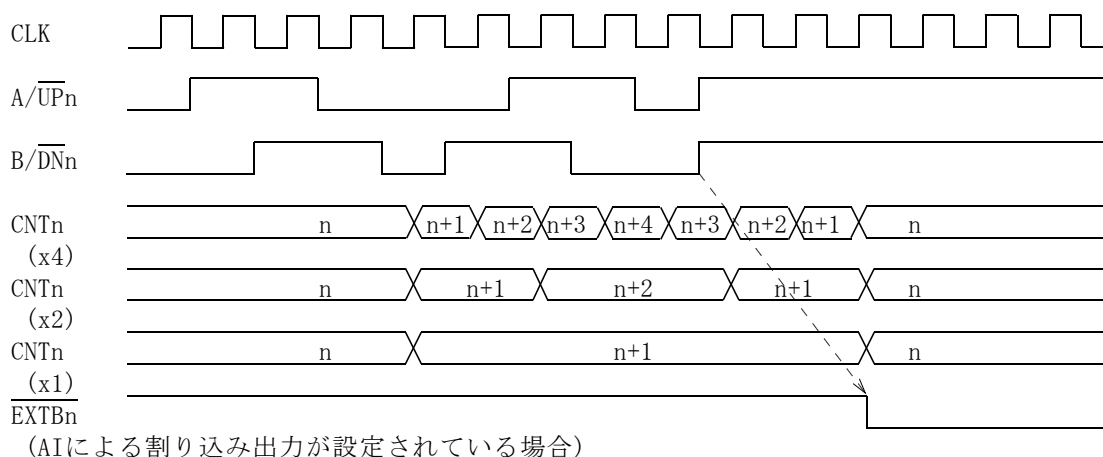 CLK
A/UPn
B/DNn
CNTn n n+1 n+2 n+3 n+4 n+3 n+2 n+1 n
(x4)
CNTn n n+1 n+2 n+1 n
(x2)
CNTn n n+1 n
(x1)
EXTBn
(AIによる割り込み出力が設定されている場合)